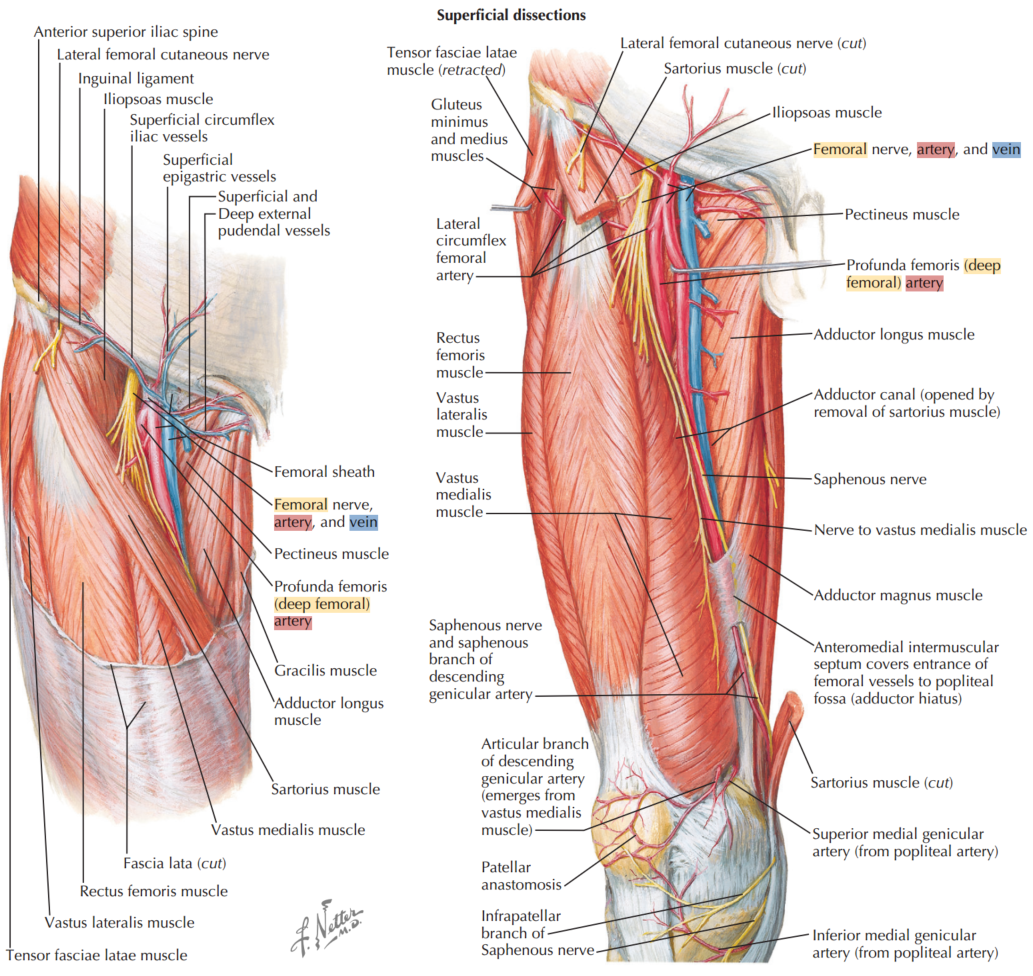 Superficial dissections
Anterior superior iliac spine
Lateral femoral cutaneous nerve
Inguinal ligament
Iliopsoas muscle
Superficial circumflex
iliac vessels
Superficial
epigastric vessels
Superficial and
Deep external
pudendal vessels
Femoral sheath
Femoral nerve,
artery, and vein
Pectineus muscle
Profunda femoris
(deep femoral)
artery
Gracilis muscle
Adductor longus
muscle
Sartorius muscle
Vastus medialis muscle
Fascia lata (cut)
Rectus femoris muscle
Vastus lateralis muscle
Tensor fasciae latae muscle
Tensor fasciae latae
muscle (retracted)
Gluteus
minimus
and medius
muscles
Lateral
circumflex
femoral
artery
Rectus
femoris
muscle
Vastus
lateralis
muscle
Vastus
medialis
muscle
Saphenous nerve
and saphenous
branch of
descending
genicular artery
Articular branch
of descending
genicular artery
(emerges from
vastus medialis
muscle)
Patellar
anastomosis
Infrapatellar
branch of
Saphenous nerve
Lateral femoral cutaneous nerve (cut)
Sartorius muscle (cut)
Iliopsoas muscle
Femoral nerve, artery, and vein
Pectineus muscle
Profunda femoris (deep
femoral) artery
Adductor longus muscle
Adductor canal (opened by
removal of sartorius muscle)
Saphenous nerve
Nerve to vastus medialis muscle
Adductor magnus muscle
Anteromedial intermuscular
septum covers entrance of
femoral vessels to popliteal
fossa (adductor hiatus)
Sartorius muscle (cut)
Superior medial genicular
artery (from popliteal artery)
Inferior medial genicular
artery (from popliteal artery)
F. Netter
M.D.